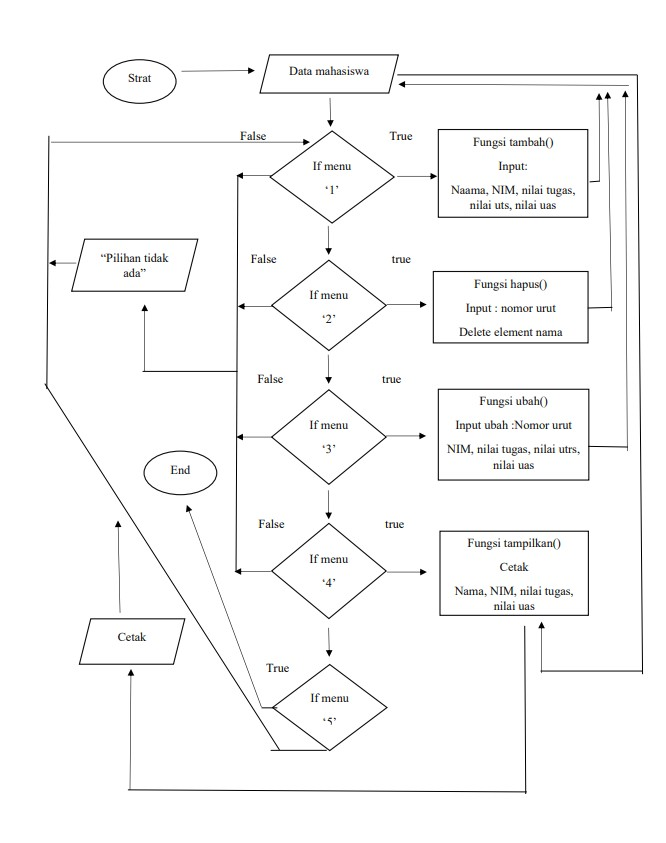 Strat
Data mahasiswa
False
True
If menu
‘1’
Fungsi tambah()
Input:
Naama, NIM, nilai tugas,
nilai uts, nilai uas
“Pilihan tidak
ada”
False
true
If menu
‘2’
Fungsi hapus()
Input : nomor urut
Delete element nama
False
true
If menu
‘3’
Fungsi ubah()
Input ubah :Nomor urut
NIM, nilai tugas, nilai utrs,
nilai uas
End
False
true
If menu
‘4’
Fungsi tampilkan()
Cetak
Nama, NIM, nilai tugas,
nilai uas
Cetak
True
If menu
‘5’